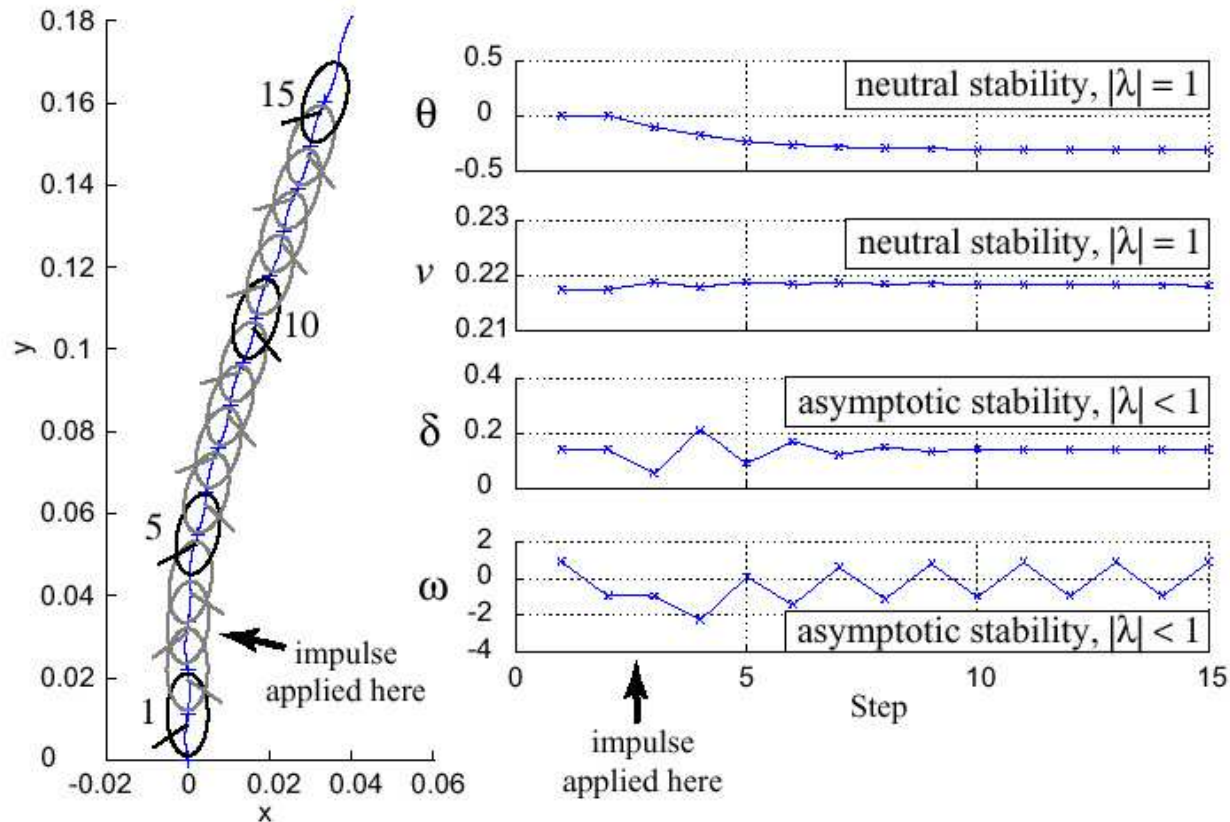 0.18
0.16
0.14
0.12
0.1
0.08
0.06
0.04
0.02
0
y
-0.02
0
0.02
0.04
0.06
x
15
10
5
1
impulse
applied here
θ
0.5
0
-0.5
neutral stability, |λ| = 1
v
0.23
0.22
0.21
neutral stability, |λ| = 1
δ
0.4
0.2
0
asymptotic stability, |λ| < 1
ω
2
0
-2
-4
asymptotic stability, |λ| < 1
0
5
10
15
Step
impulse
applied here